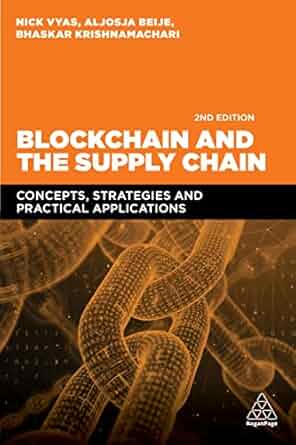 NICK VYAS, ALJOSJA BEIJE,
BHASKAR KRISHNAMACHARI
2ND EDITION
BLOCKCHAIN AND
THE SUPPLY CHAIN
CONCEPTS, STRATEGIES AND
PRACTICAL APPLICATIONS
KoganPage